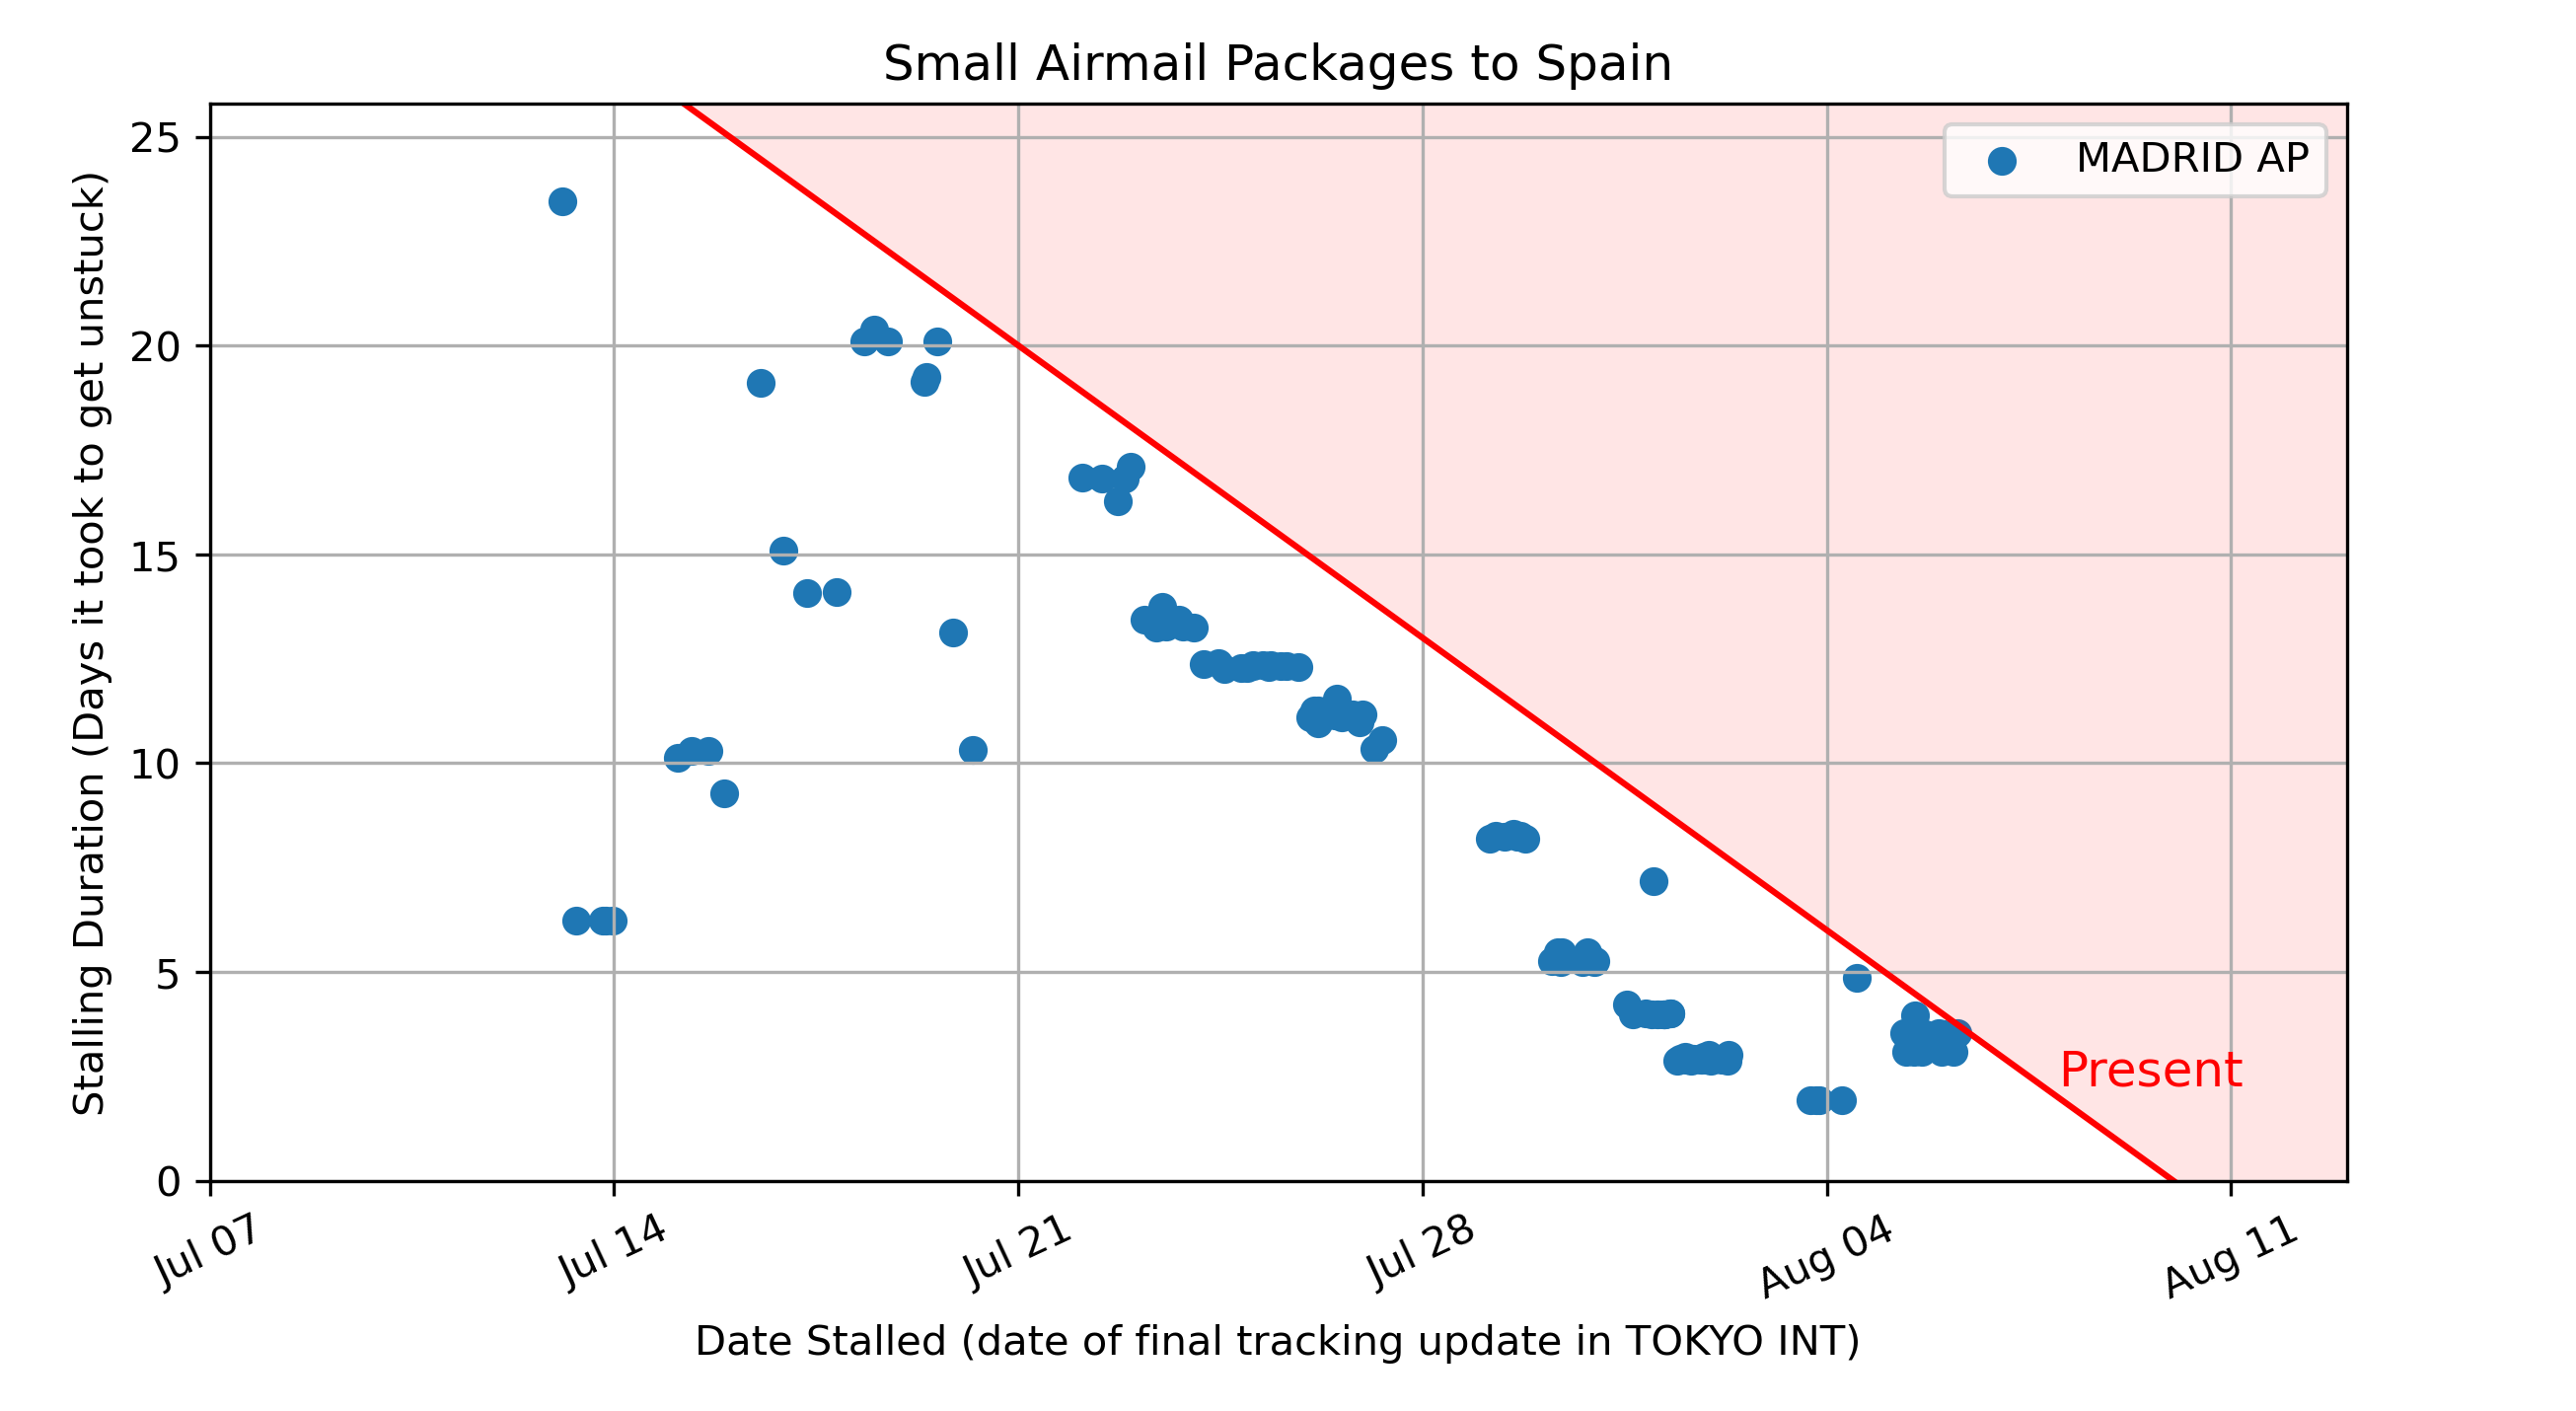 Small Airmail Packages to Spain
MADRID AP
Stalling Duration (Days it took to get unstuck)
25
20
15
10
5
0
Present
Jul 07
Jul 14
Jul 21
Jul 28
Aug 04
Aug 11
Date Stalled (date of final tracking update in TOKYO INT)